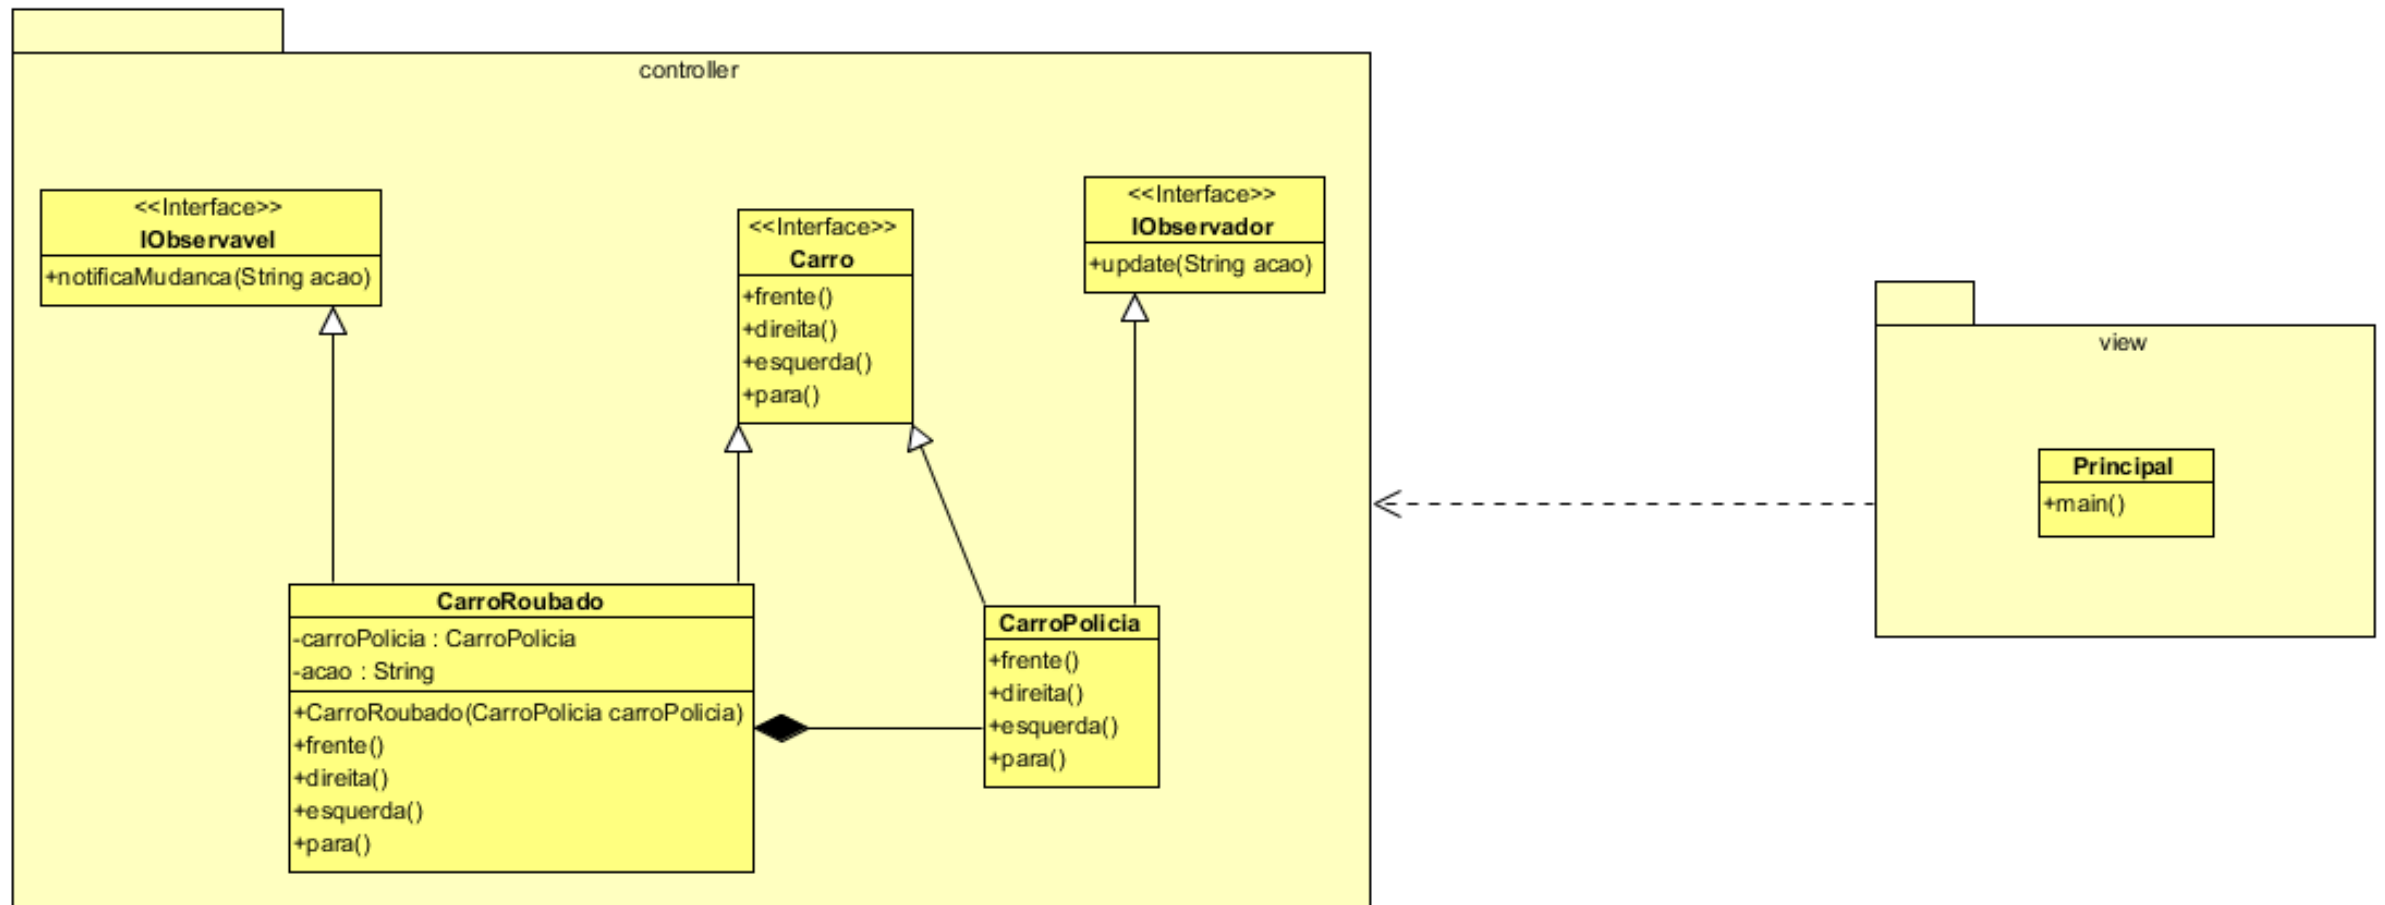 controller
<<Interface>>
IObservavel
+notificaMudanca(String acao)
<<Interface>>
Carro
+frente()
+direita()
+esquerda()
+para()
<<Interface>>
IObservador
+update(String acao)
CarroRoubado
-carroPolicia : CarroPolicia
-acao : String
+CarroRoubado(CarroPolicia carroPolicia)
+frente()
+direita()
+esquerda()
+para()
CarroPolicia
+frente()
+direita()
+esquerda()
+para()
view
Principal
+main()